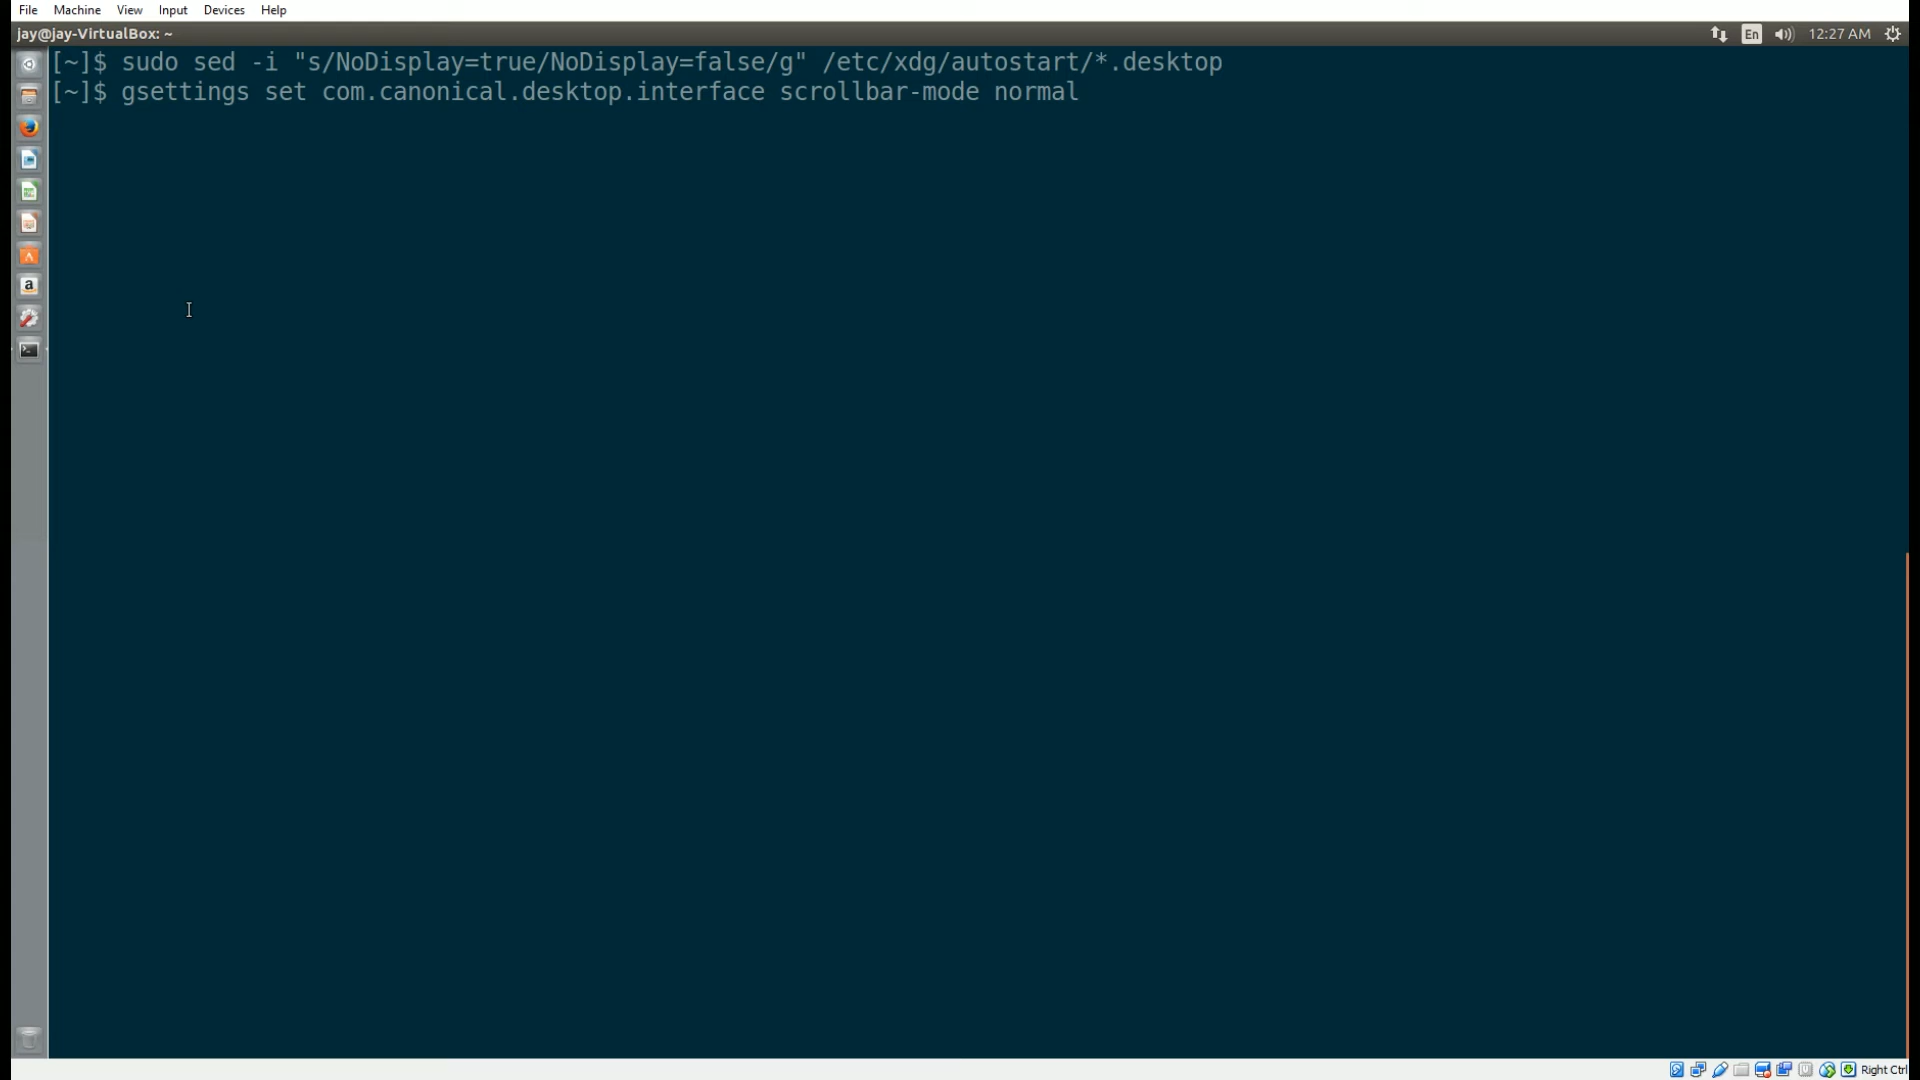 File Machine View Input Devices Help
jay@jay-VirtualBox: ~ En 12:27 AM
[~]$ sudo sed -i "s/NoDisplay=true/NoDisplay=false/g" /etc/xdg/autostart/*.desktop
[~]$ gsettings set com.canonical.desktop.interface scrollbar-mode normal
a
Right Ctrl